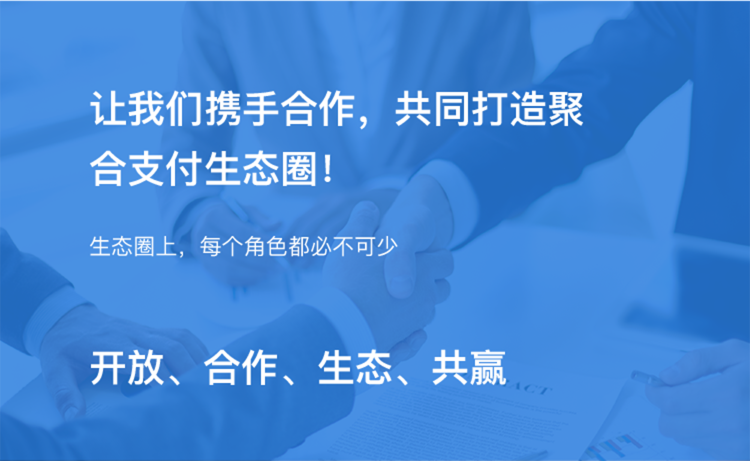 让我们携手合作，共同打造聚
合支付生态圈！
生态圈上，每个角色都必不可少
开放、合作、生态、共赢